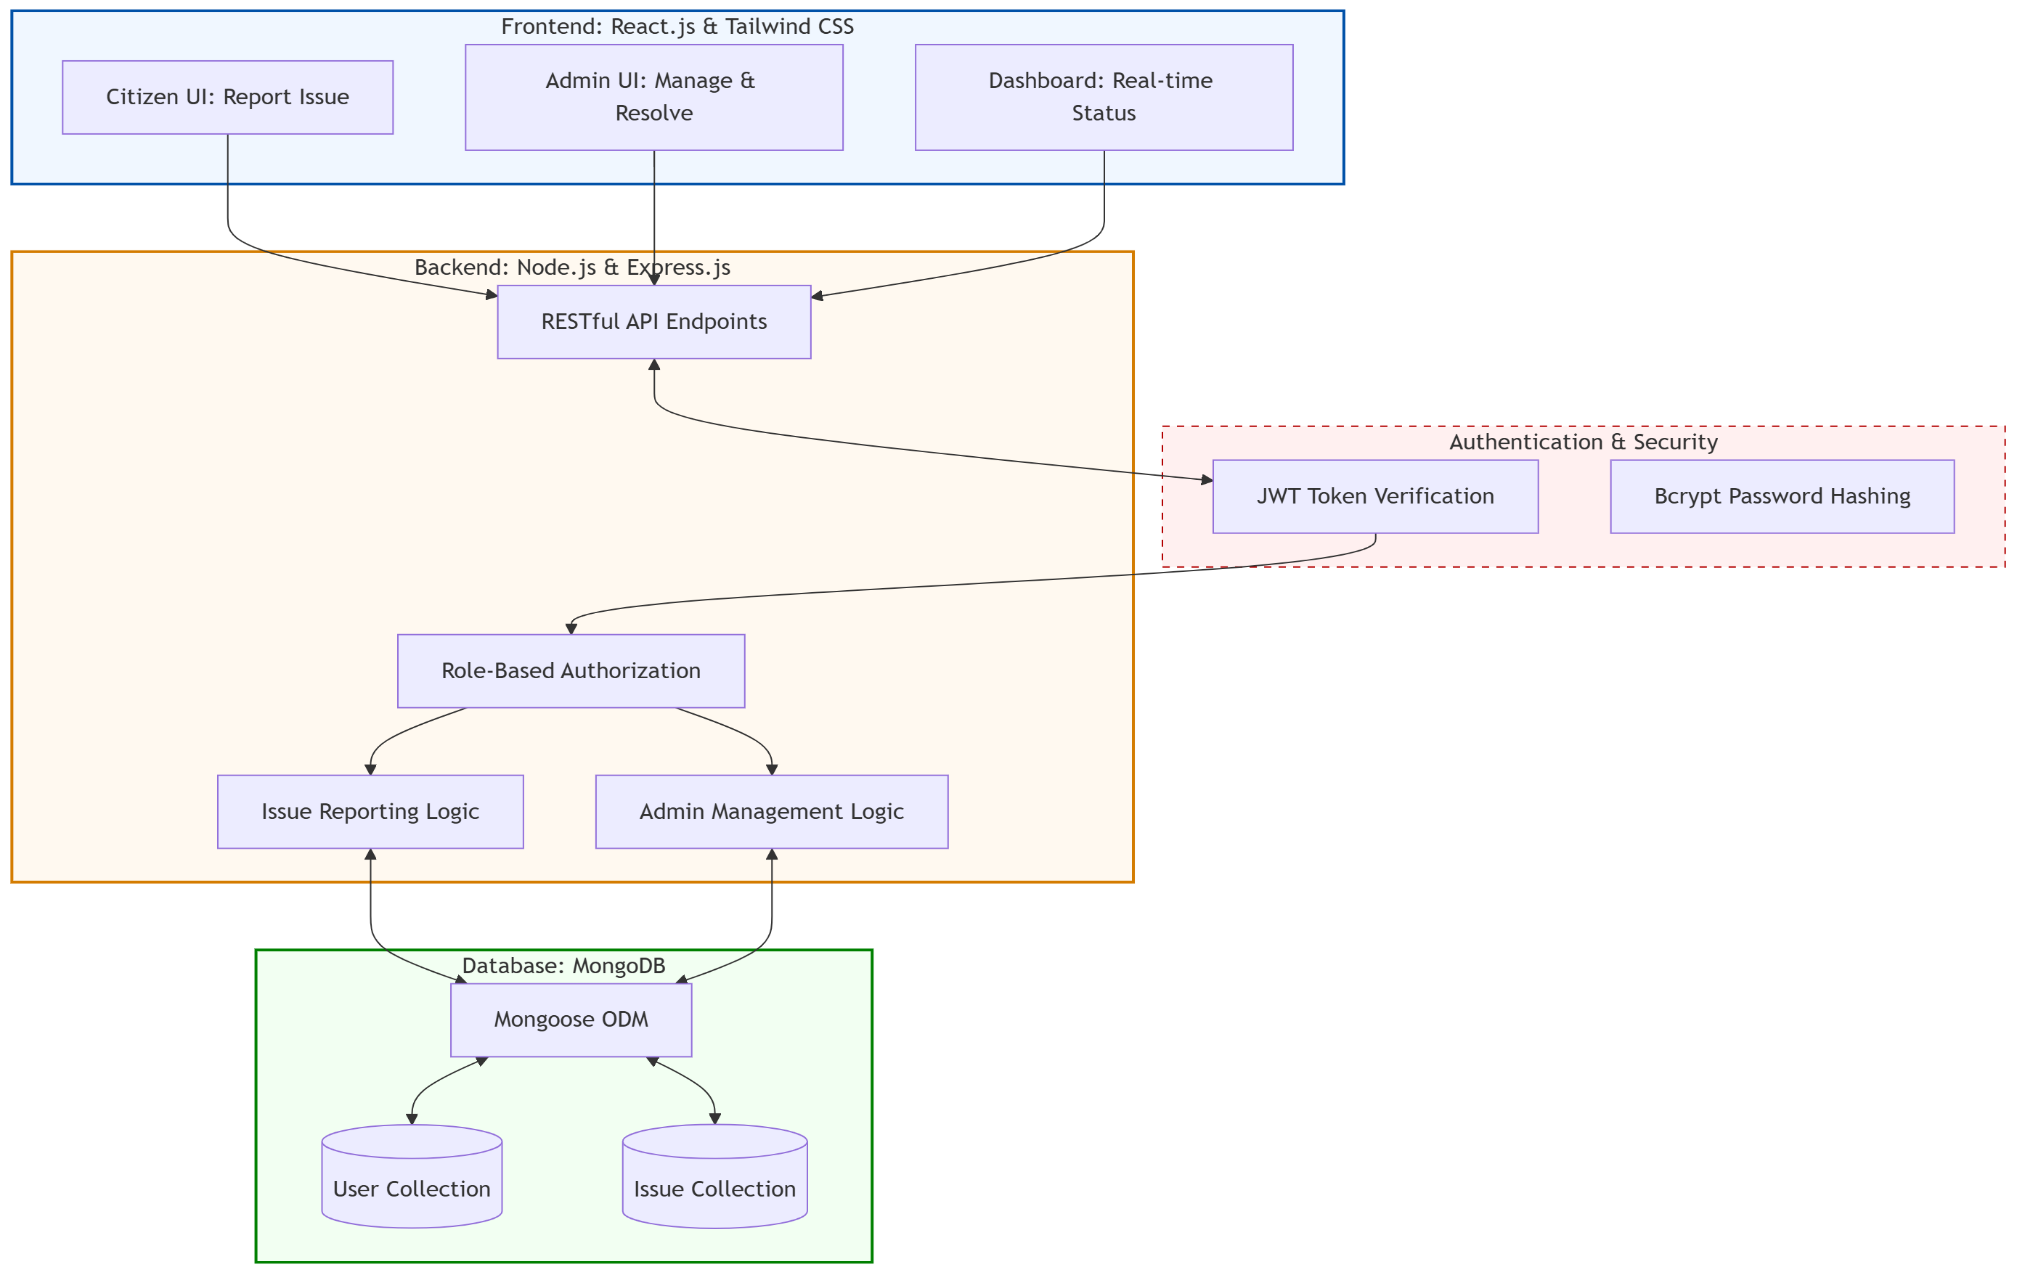 Frontend: React.js & Tailwind CSS
Citizen UI: Report Issue
Admin UI: Manage &
Resolve
Dashboard: Real-time
Status
Backend: Node.js & Express.js
RESTful API Endpoints
Authentication & Security
JWT Token Verification
Bcrypt Password Hashing
Role-Based Authorization
Issue Reporting Logic
Admin Management Logic
Database: MongoDB
Mongoose ODM
User Collection
Issue Collection